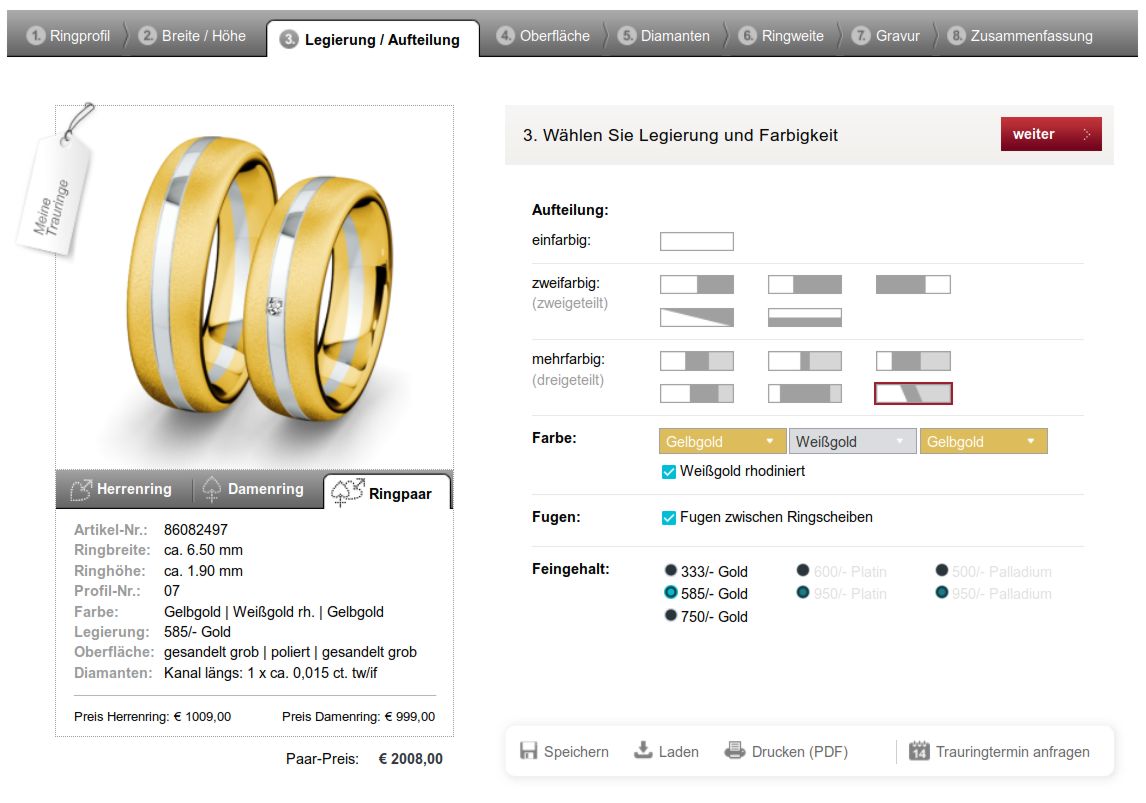 1. Ringprofil
2. Breite / Höhe
3. Legierung / Aufteilung
4. Oberfläche
5. Diamanten
6. Ringweite
7. Gravur
8. Zusammenfassung
Meine
Trauringe
3. Wählen Sie Legierung und Farbigkeit
weiter
Aufteilung:
einfarbig:
zweifarbig:
(zweigeteilt)
mehrfarbig:
(dreigeteilt)
Farbe:
Gelbgold
Weißgold
Gelbgold
Weißgold rhodiniert
Fugen:
Fugen zwischen Ringscheiben
Feingehalt:
333/- Gold
600/- Platin
500/- Palladium
585/- Gold
950/- Platin
950/- Palladium
750/- Gold
Herrenring
Damenring
Ringpaar
Artikel-Nr.: 86082497
Ringbreite: ca. 6.50 mm
Ringhöhe: ca. 1.90 mm
Profil-Nr.: 07
Farbe: Gelbgold | Weißgold rh. | Gelbgold
Legierung: 585/- Gold
Oberfläche: gesandelt grob | poliert | gesandelt grob
Diamanten: Kanal längs: 1 x ca. 0,015 ct. tw/if
Preis Herrenring: € 1009,00
Preis Damenring: € 999,00
Paar-Preis: € 2008,00
Speichern
Laden
Drucken (PDF)
14
Trauringtermin anfragen